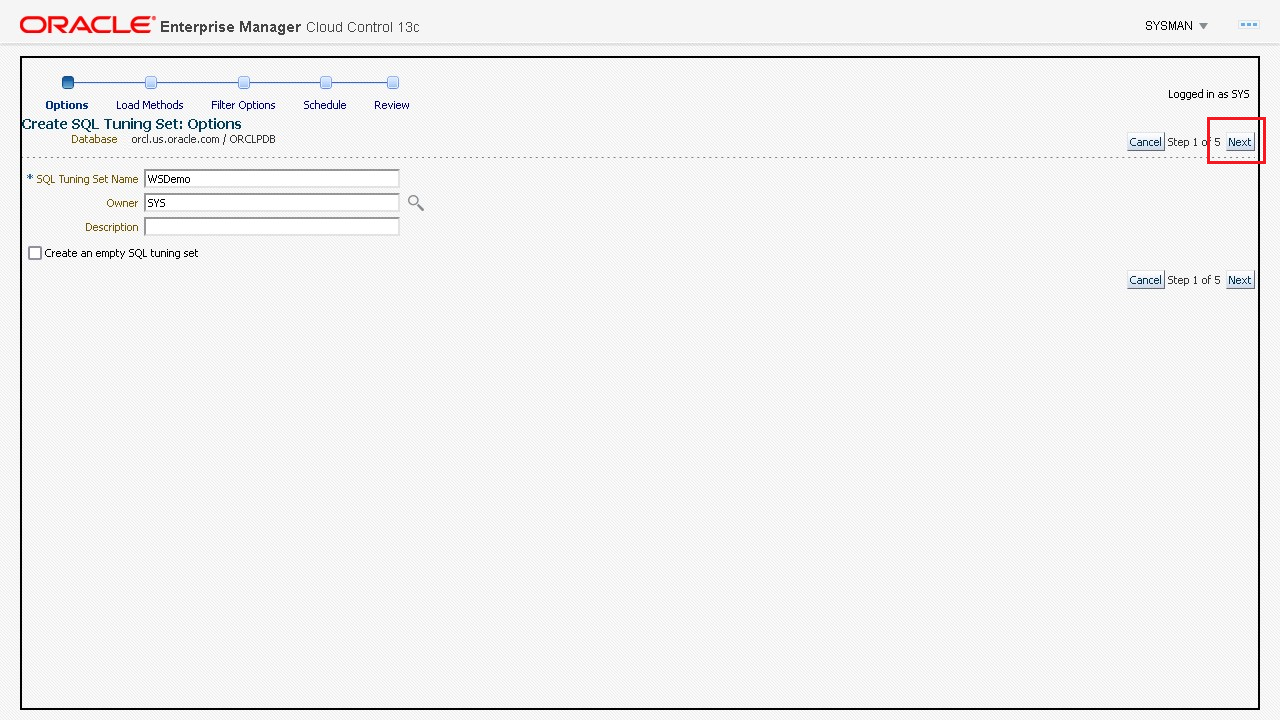 ORACLE Enterprise Manager Cloud Control 13c
SYSMAN
Options Load Methods Filter Options Schedule Review
Logged in as SYS
Create SQL Tuning Set: Options
Database orcl.us.oracle.com / ORCLPDB
Cancel Step 1 of 5 Next
* SQL Tuning Set Name WSDemo
Owner SYS
Description
Create an empty SQL tuning set
Cancel Step 1 of 5 Next